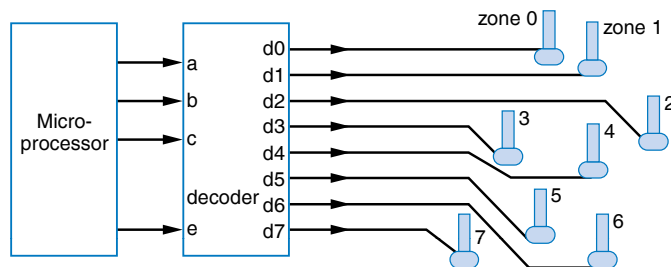 Micro-
processor
a
b
c
e
decoder
d0
d1
d2
d3
d4
d5
d6
d7
zone 0
zone 1
2
3
4
5
6
7